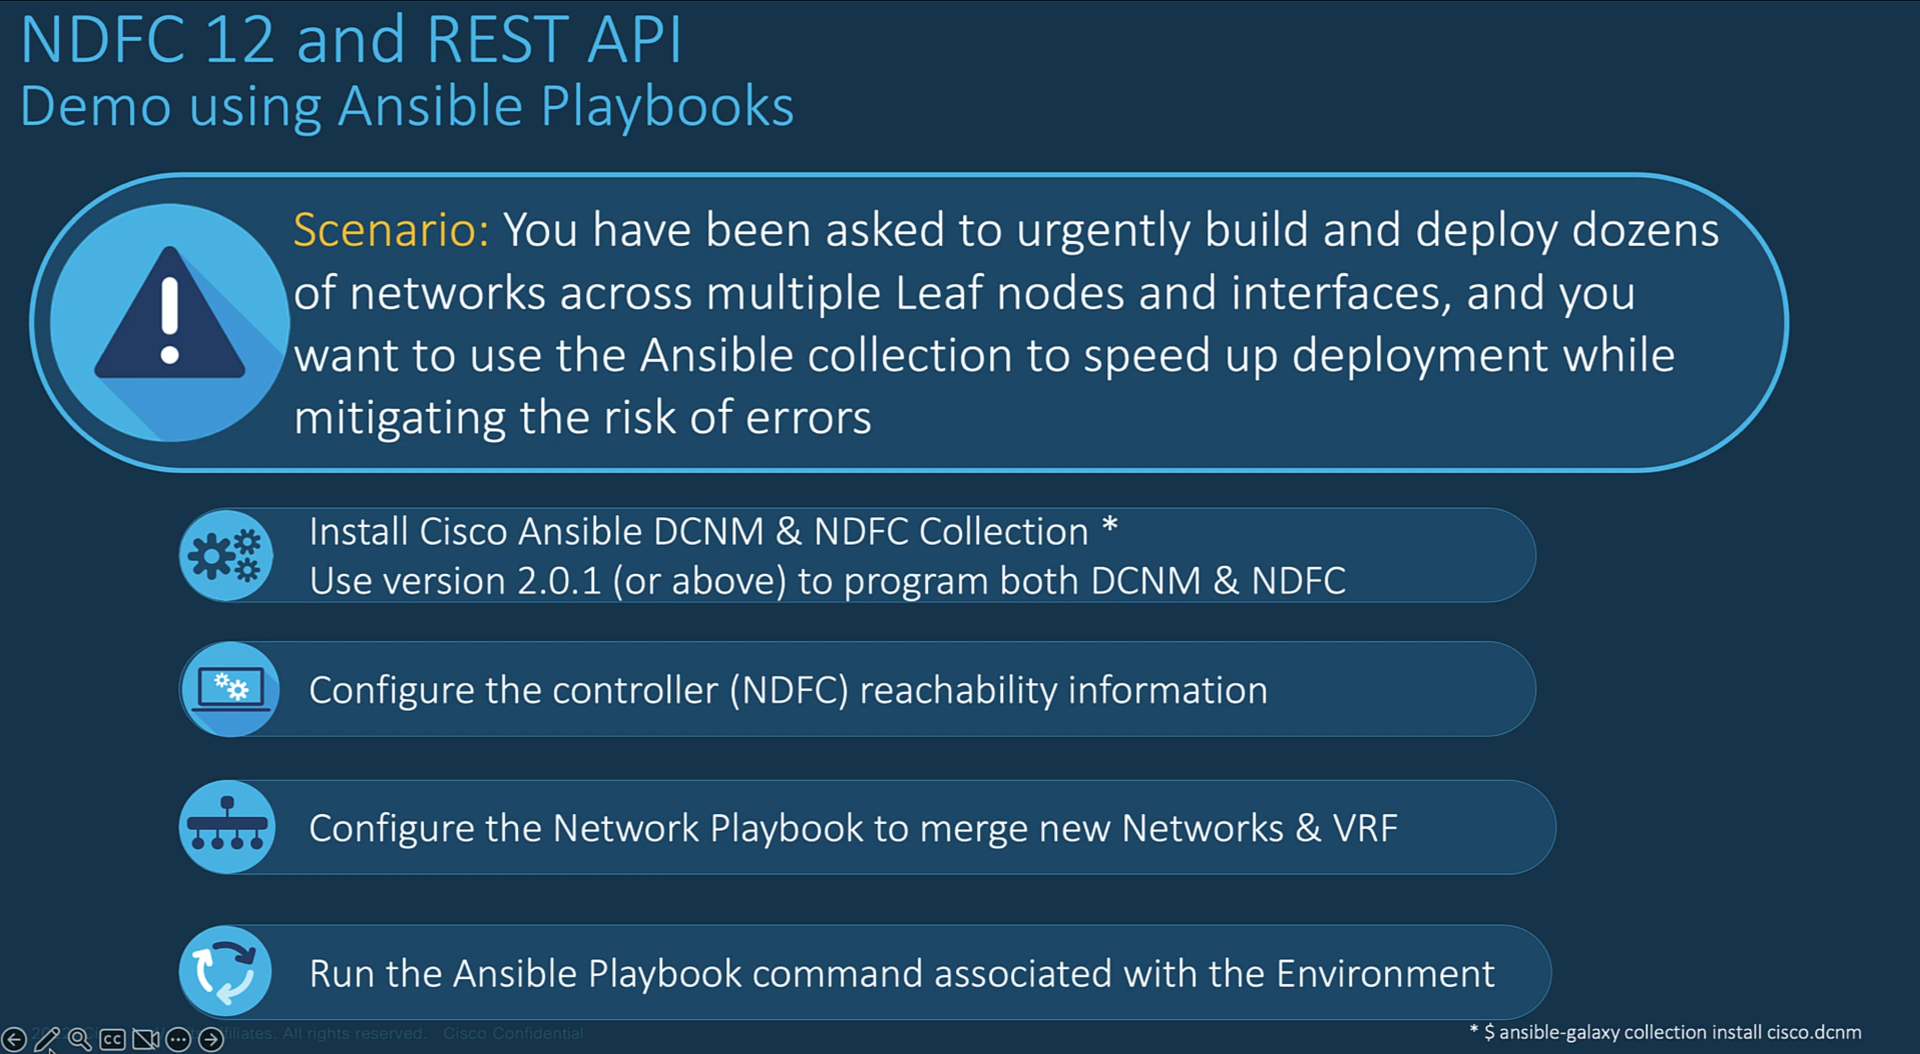 NDFC 12 and REST API
Demo using Ansible Playbooks
Scenario: You have been asked to urgently build and deploy dozens
of networks across multiple Leaf nodes and interfaces, and you
want to use the Ansible collection to speed up deployment while
mitigating the risk of errors
Install Cisco Ansible DCNM & NDFC Collection *
Use version 2.0.1 (or above) to program both DCNM & NDFC
Configure the controller (NDFC) reachability information
Configure the Network Playbook to merge new Networks & VRF
Run the Ansible Playbook command associated with the Environment
All rights reserved. Cisco Confidential
CC
* $ ansible-galaxy collection install cisco.dcnm